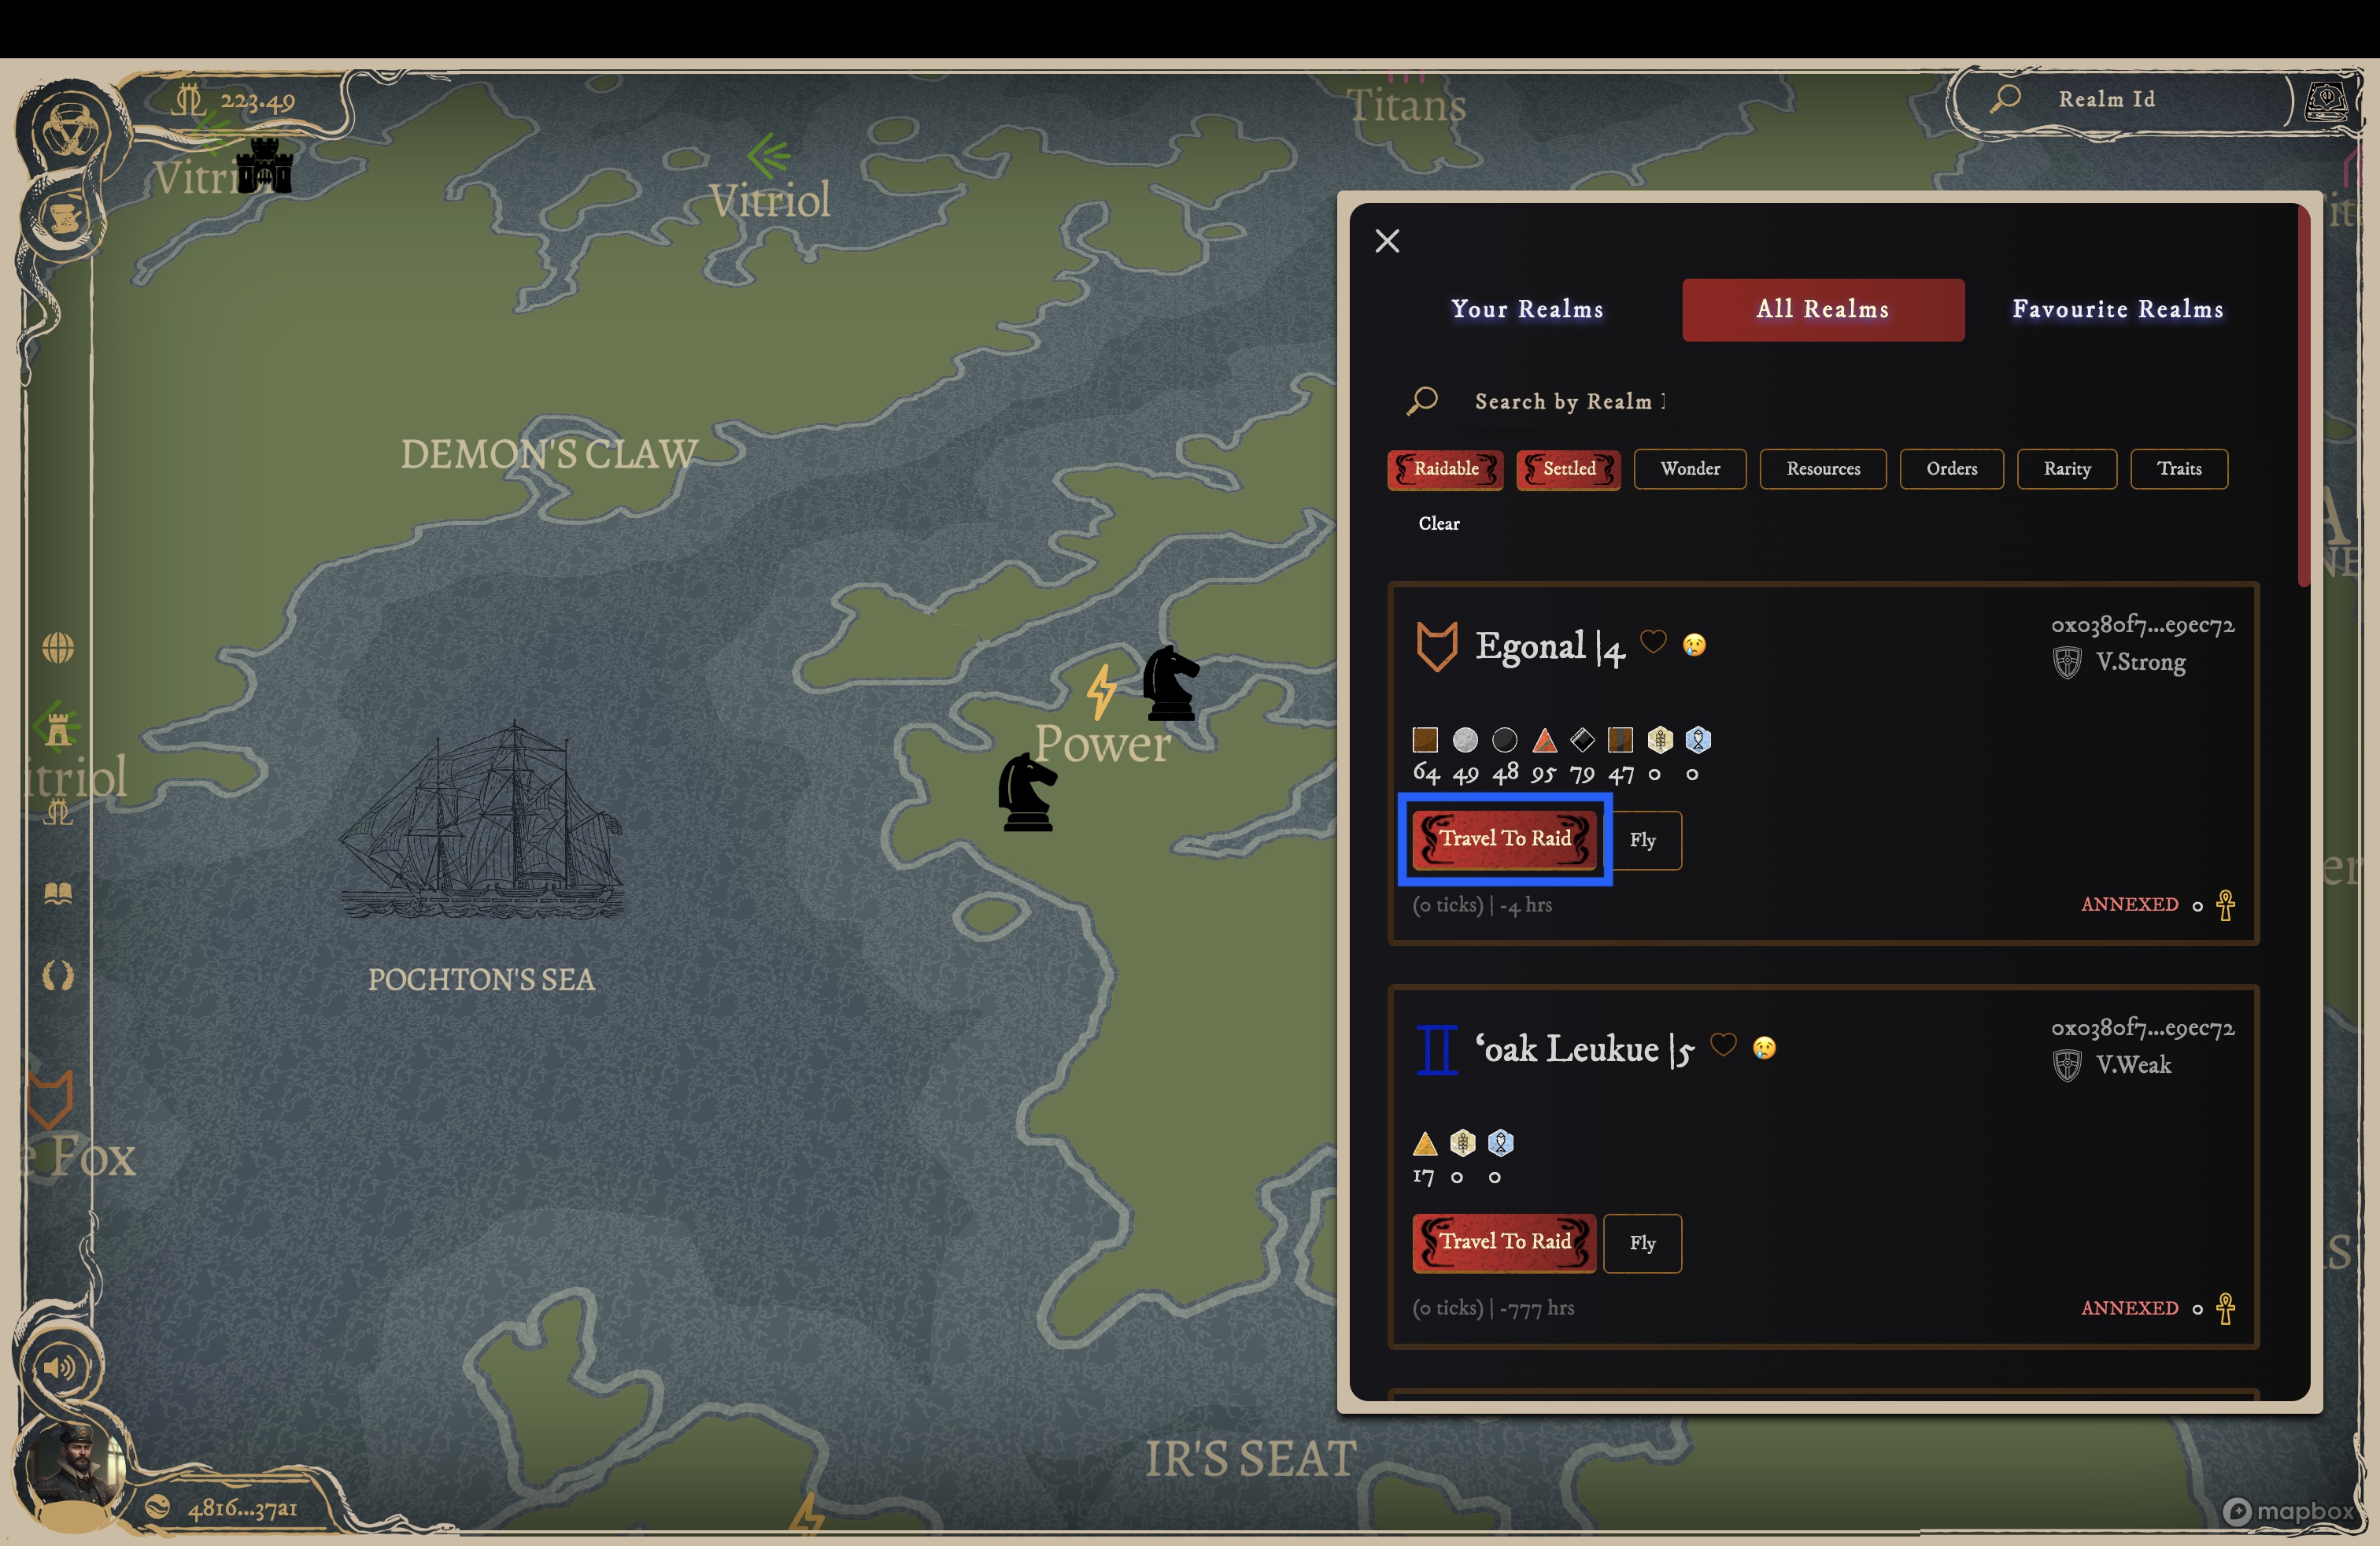 223.49
Realm Id
Titans
Vitriol
DEMON'S CLAW
Power
POCHTON'S SEA
Fox
IR'S SEAT
4816...37a1
mapbox
Your Realms
All Realms
Favourite Realms
Search by Realm I
Raidable
Settled
Wonder
Resources
Orders
Rarity
Traits
Clear
Egonal |4
0x0380f7...e9ec72
V.Strong
64 49 48 95 79 47 0 0
Travel To Raid
Fly
(0 ticks) | -4 hrs
ANNEXED 0
‘oak Leukue |5
0x0380f7...e9ec72
V.Weak
17 0 0
Travel To Raid
Fly
(0 ticks) | -777 hrs
ANNEXED 0